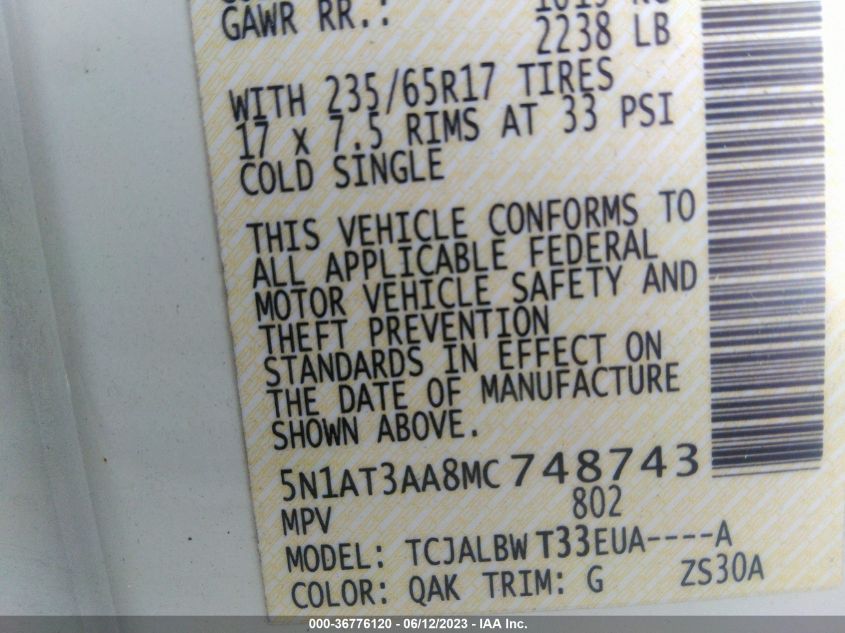 GAWR RR.:
2238 LB
WITH 235/65R17 TIRES
17 x 7.5 RIMS AT 33 PSI
COLD SINGLE
THIS VEHICLE CONFORMS TO
ALL APPLICABLE FEDERAL
MOTOR VEHICLE SAFETY AND
THEFT PREVENTION
STANDARDS IN EFFECT ON
THE DATE OF MANUFACTURE
SHOWN ABOVE.
5N1AT3AA8MC748743
MPV 802
MODEL: TCJALBWT33EUA----A
COLOR: QAK TRIM: G ZS30A
000-36776120 - 06/12/2023 - IAA Inc.